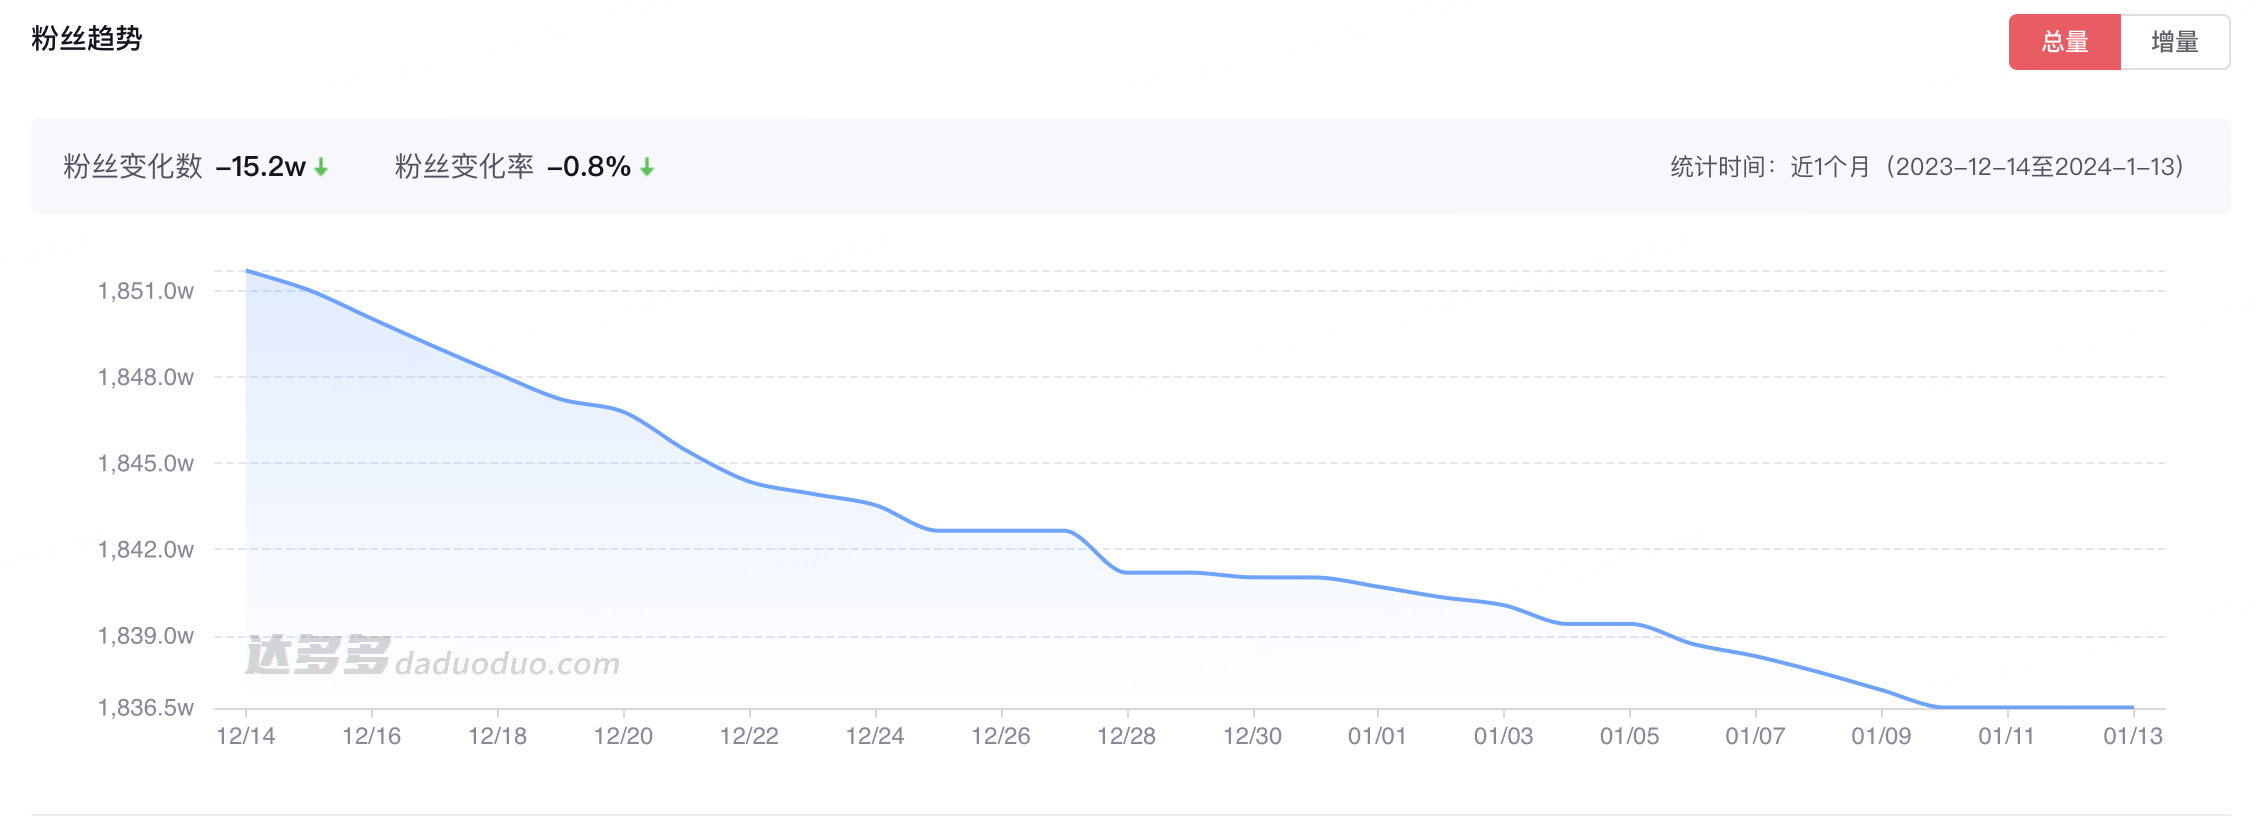 粉丝趋势
总量 增量
粉丝变化数 -15.2w 粉丝变化率 -0.8% 统计时间：近1个月（2023-12-14至2024-1-13）
1,851.0w
1,848.0w
1,845.0w
1,842.0w
1,839.0w
达多多 daduoduo.com
1,836.5w
12/14 12/16 12/18 12/20 12/22 12/24 12/26 12/28 12/30 01/01 01/03 01/05 01/07 01/09 01/11 01/13